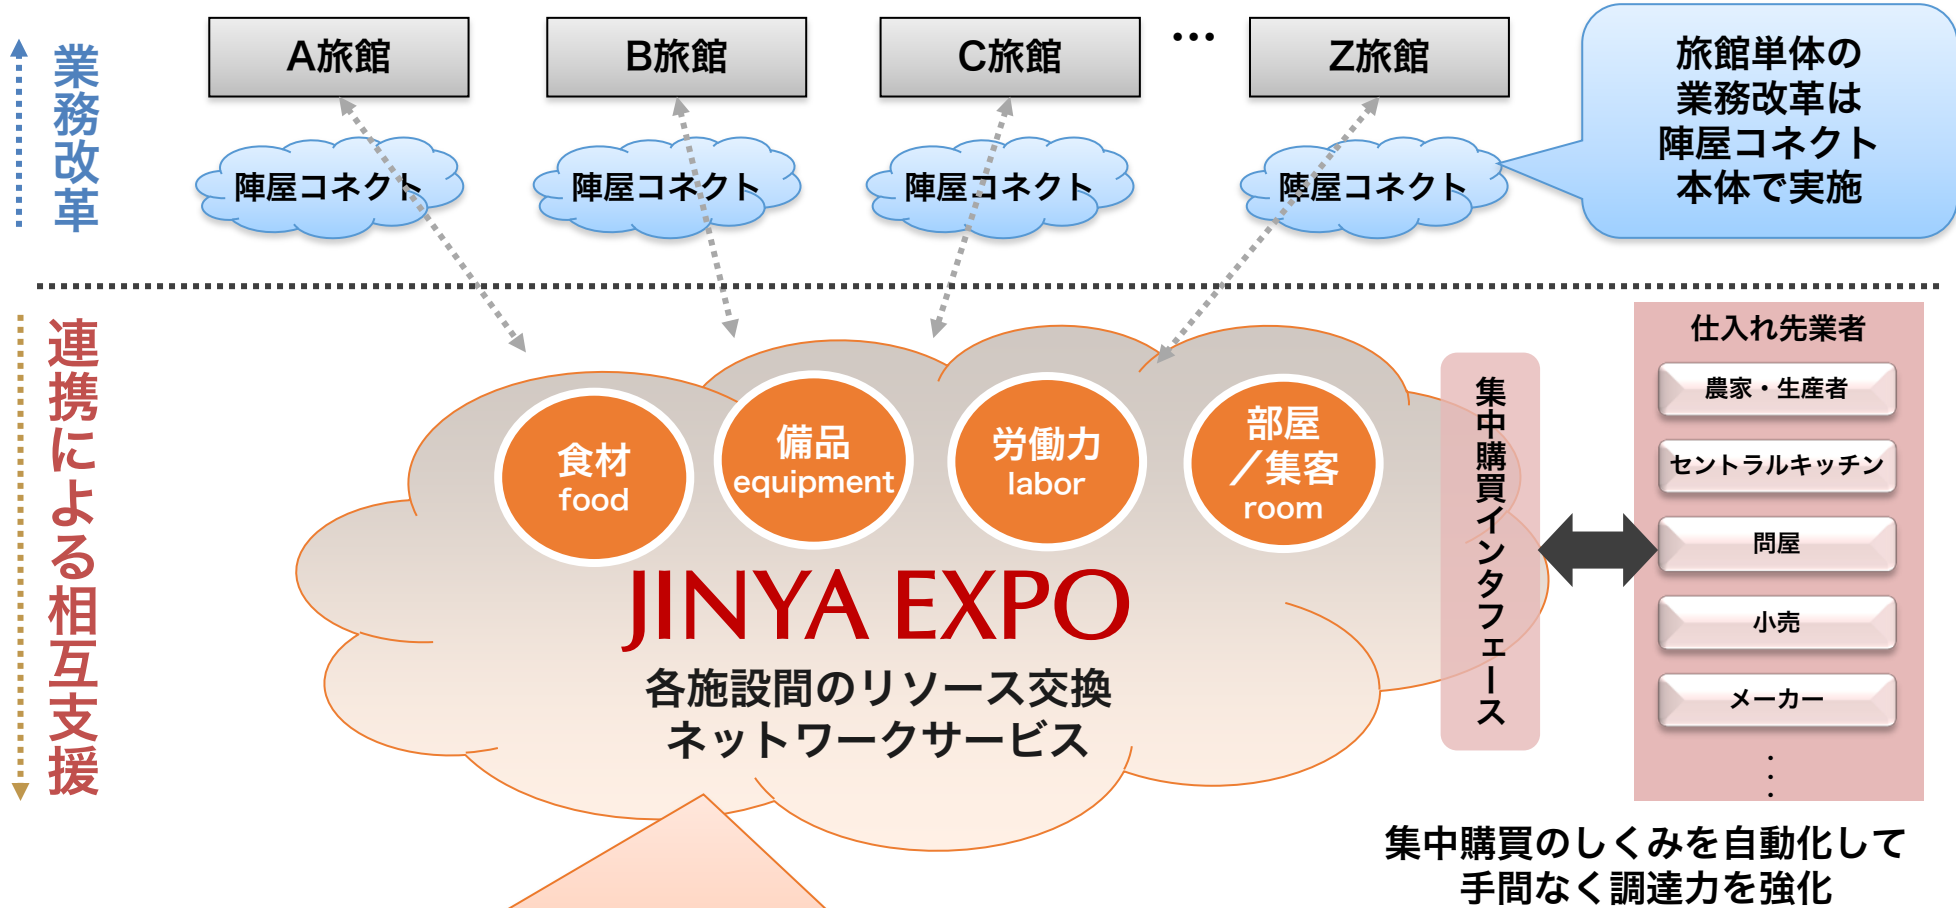 A旅館
B旅館
C旅館
…
Z旅館
業務改革
陣屋コネクト
陣屋コネクト
陣屋コネクト
陣屋コネクト
旅館単体の
業務改革は
陣屋コネクト
本体で実施
連携による相互支援
食材
food
備品
equipment
労働力
labor
部屋
／集客
room
JINYA EXPO
各施設間のリソース交換
ネットワークサービス
集中購買インタフェース
仕入れ先業者
農家・生産者
セントラルキッチン
問屋
小売
メーカー
・・・
集中購買のしくみを自動化して
手間なく調達力を強化